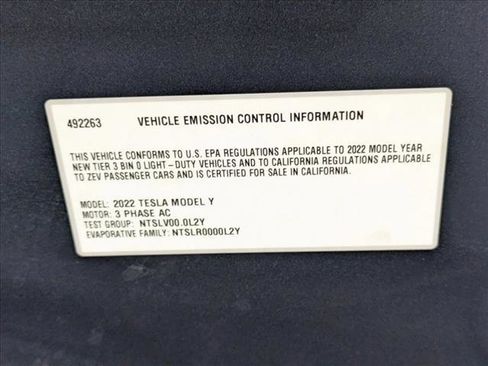 492263 VEHICLE EMISSION CONTROL INFORMATION
THIS VEHICLE CONFORMS TO U.S. EPA REGULATIONS APPLICABLE TO 2022 MODEL YEAR
NEW TIER 3 BIN 0 LIGHT-DUTY VEHICLES AND TO CALIFORNIA REGULATIONS APPLICABLE
TO ZEV PASSENGER CARS AND IS CERTIFIED FOR SALE IN CALIFORNIA.
MODEL: 2022 TESLA MODEL Y
MOTOR: 3 PHASE AC
TEST GROUP: NTSLV00.0L2Y
EVAPORATIVE FAMILY: NTSLR0000L2Y